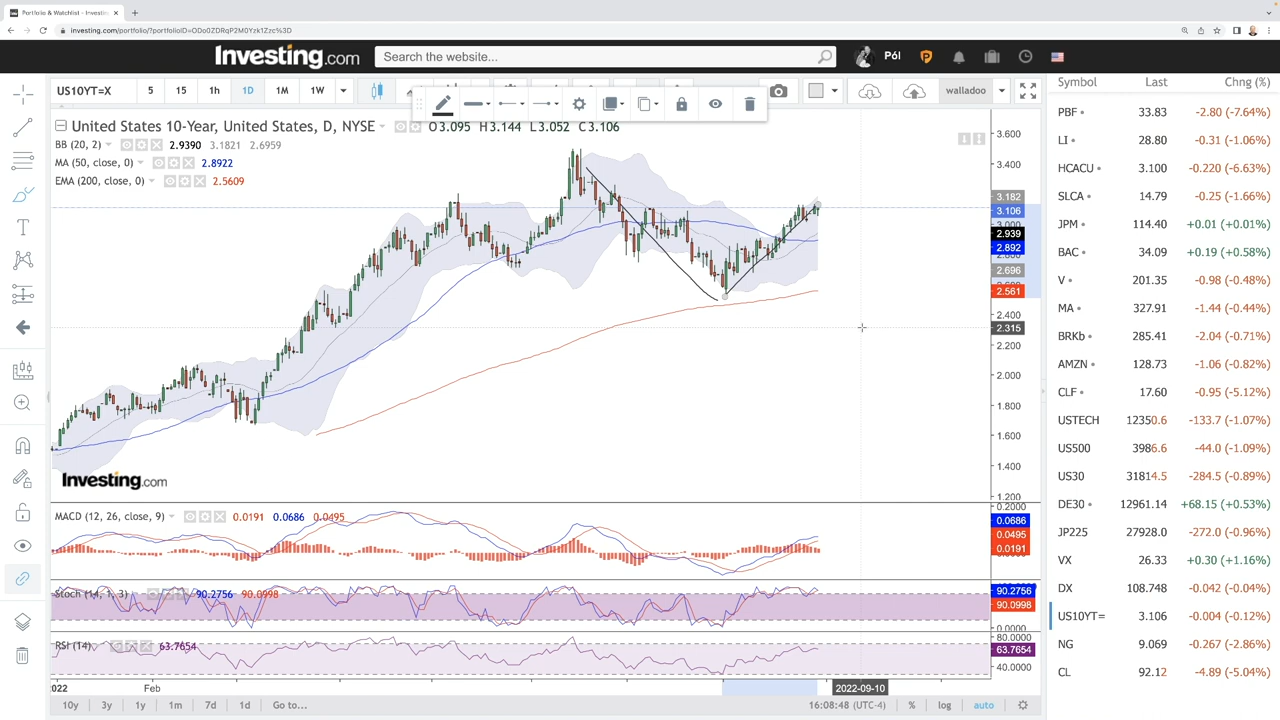 Portfolio & Watchlist - Investin
investing.com/portfolio/?portfolioID=ODo0ZDRqP2M0Yzk1Zzc%3D
Investing.com
Search the website...
Pól
US10YT=X
5
15
1h
1D
1M
1W
walladoo
United States 10-Year, United States, D, NYSE
O3.095 H3.144 L3.052 C3.106
BB (20, 2)
2.9390 3.1821 2.6959
MA (50, close, 0)
2.8922
EMA (200, close, 0)
2.5609
3.600
3.400
3.182
3.106
3.000
2.939
2.892
2.696
2.561
2.400
2.315
2.200
2.000
1.800
1.600
1.400
1.200
Investing.com
MACD (12, 26, close, 9)
0.0191 0.0686 0.0495
0.2000
0.0686
0.0495
0.0191
Stoch (14, 1, 3)
90.2756 90.0998
90.2756
90.0998
0.0000
RSI (14)
63.7654
80.0000
63.7654
40.0000
2022
Feb
2022-09-10
10y
3y
1y
1m
7d
1d
Go to...
16:08:48 (UTC-4)
%
log
auto
Symbol Last Chng (%)
PBF 33.83 -2.80 (-7.64%)
LI 28.80 -0.31 (-1.06%)
HCACU 3.100 -0.220 (-6.63%)
SLCA 14.79 -0.25 (-1.66%)
JPM 114.40 +0.01 (+0.01%)
BAC 34.09 +0.19 (+0.58%)
V 201.35 -0.98 (-0.48%)
MA 327.91 -1.44 (-0.44%)
BRKb 285.41 -2.04 (-0.71%)
AMZN 128.73 -1.06 (-0.82%)
CLF 17.60 -0.95 (-5.12%)
USTECH 12350.6 -133.7 (-1.07%)
US500 3986.6 -44.0 (-1.09%)
US30 31814.5 -284.5 (-0.89%)
DE30 12961.14 +68.15 (+0.53%)
JP225 27928.0 -272.0 (-0.96%)
VX 26.33 +0.30 (+1.16%)
DX 108.748 -0.042 (-0.04%)
US10YT= 3.106 -0.004 (-0.12%)
NG 9.069 -0.267 (-2.86%)
CL 92.12 -4.89 (-5.04%)